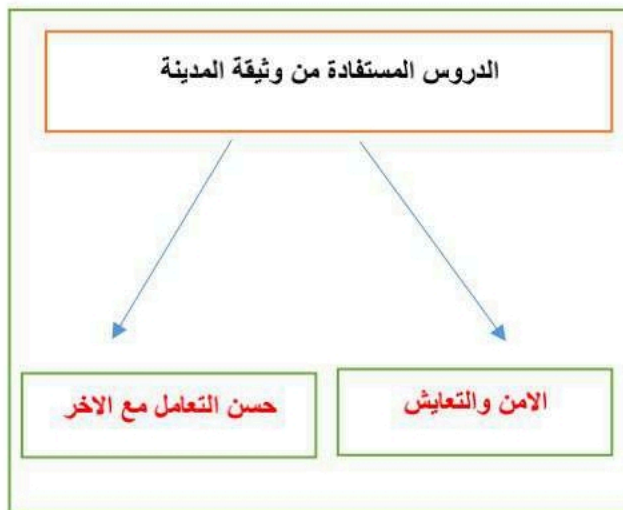 الدروس المستفادة من وثيقة المدينة
الامن والتعايش
حسن التعامل مع الاخر